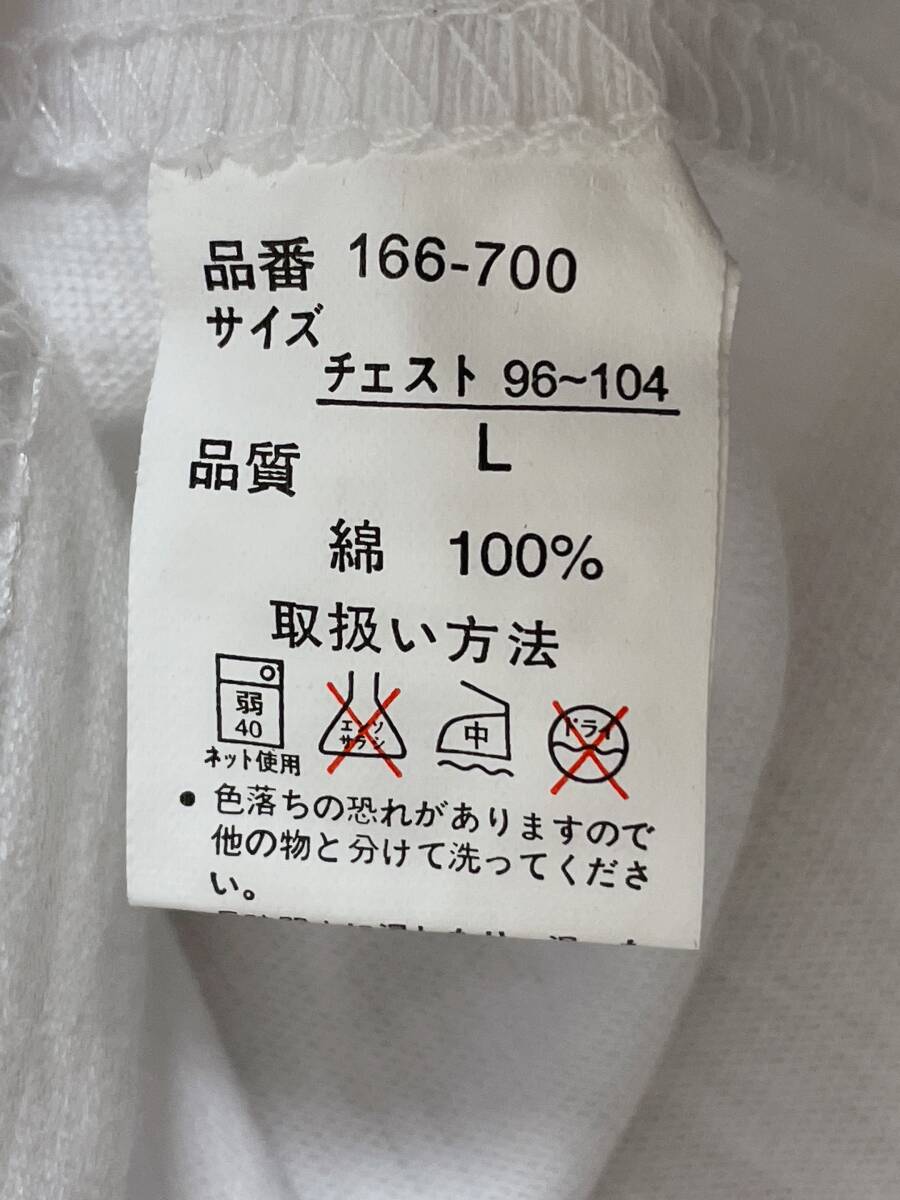 品番 166-700
サイズ
チェスト 96~104
L
品質
綿 100%
取扱い方法
弱
40
ネット使用
エンソ
サラシ
中
ドライ
• 色落ちの恐れがありますので
他の物と分けて洗ってくださ
い。